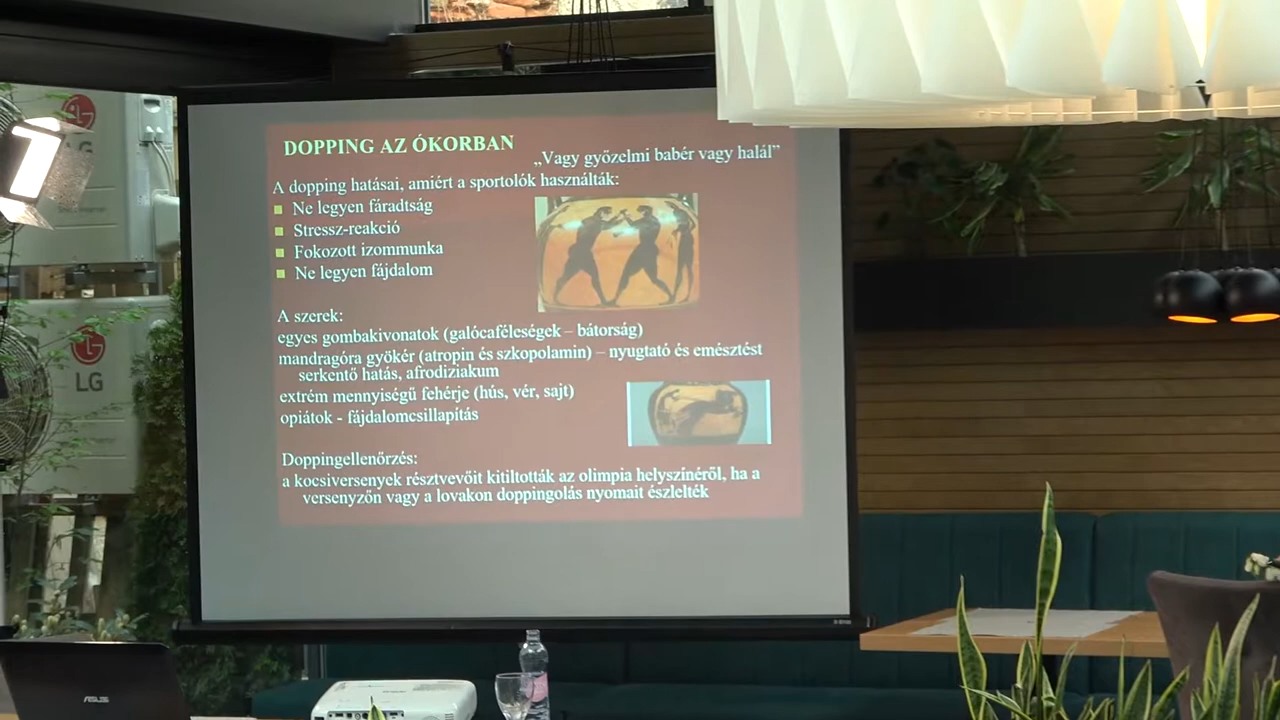 DOPPING AZ ÓKORBAN
„Vagy győzelmi babér vagy halál”
A dopping hatásai, amiért a sportolók használták:
Ne legyen fáradtság
Stressz-reakció
Fokozott izommunka
Ne legyen fájdalom
A szerek:
egyes gombakivonatok (galócaféleségek – bátorság)
mandragóra gyökér (atropin és szkopolamin) – nyugtató és emésztést
serkentő hatás, afrodiziakum
extrém mennyiségű fehérje (hús, vér, sajt)
opiátok - fájdalomcsillapítás
Doppingellenőrzés:
a kocsiversenyek résztvevőit kitiltották az olimpia helyszínéről, ha a
versenyzőn vagy a lovakon doppingolás nyomait észlelték
LG
ASUS